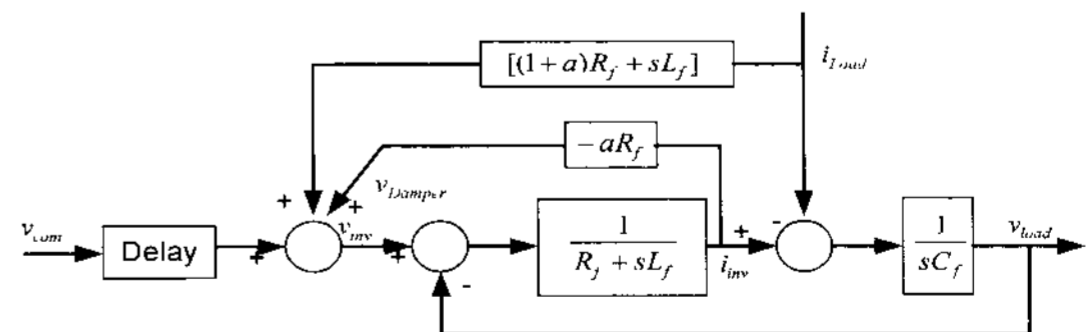 [(1+a)R_f + sL_f]
i_Load
-aR_f
v_Damper
+
+
v_com
Delay
+
v_inv
+
-
1
R_f + sL_f
+
i_inv
-
1
sC_f
v_load